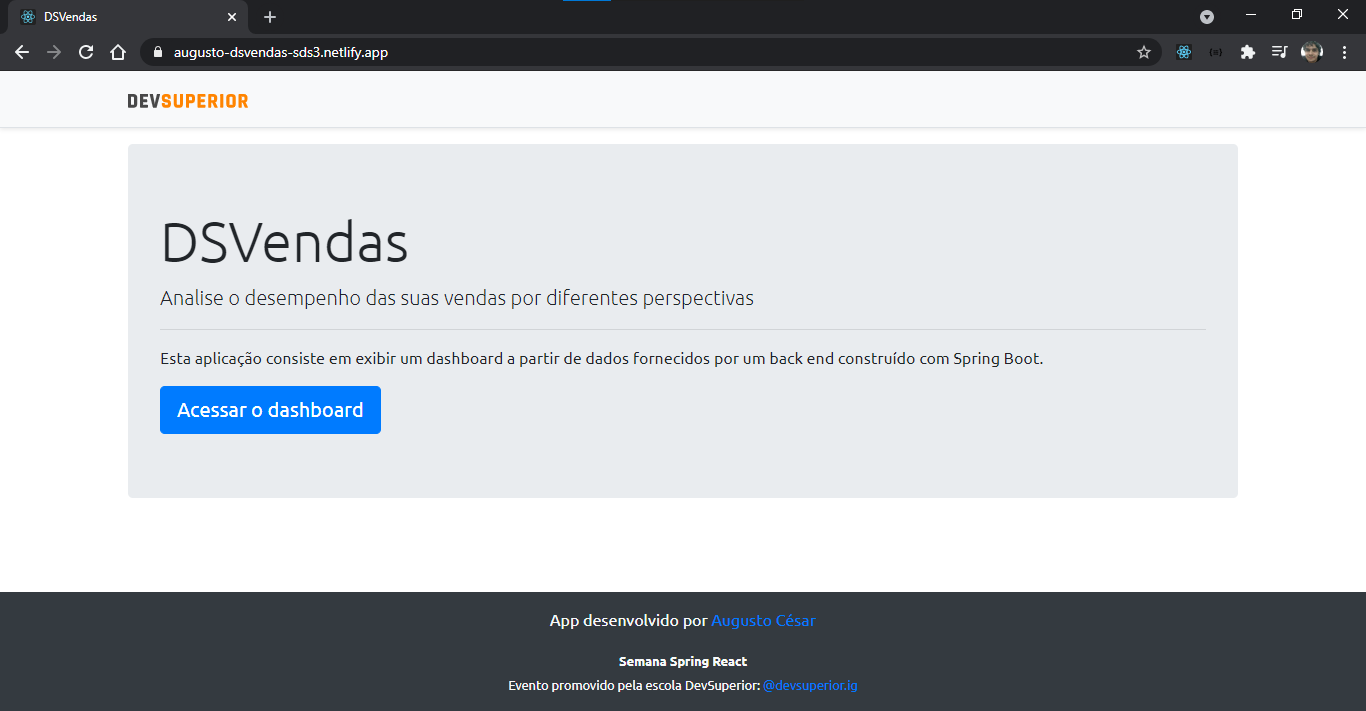 DSVendas
augusto-dsvendas-sds3.netlify.app
DEVSUPERIOR
DSVendas
Analise o desempenho das suas vendas por diferentes perspectivas
Esta aplicação consiste em exibir um dashboard a partir de dados fornecidos por um back end construído com Spring Boot.
Acessar o dashboard
App desenvolvido por Augusto César
Semana Spring React
Evento promovido pela escola DevSuperior: @devsuperior.ig